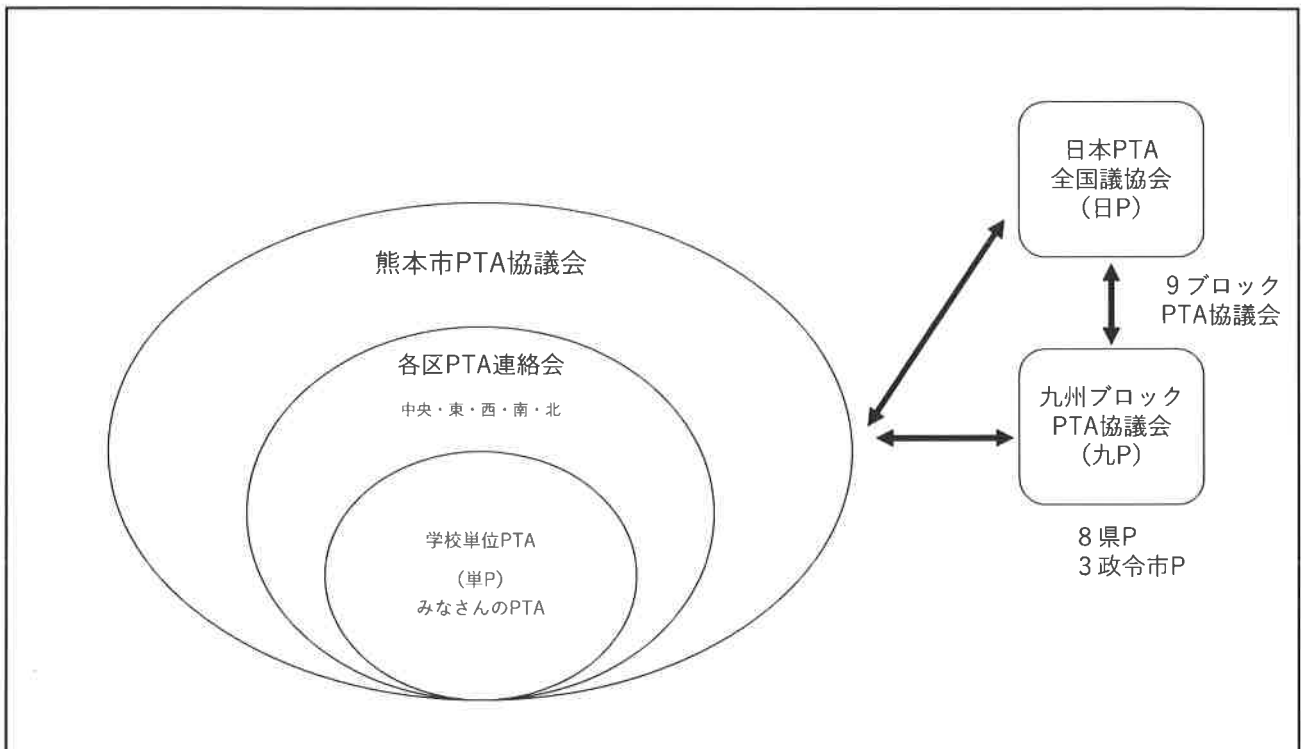 熊本市PTA協議会
各区PTA連絡会
中央・東・西・南・北
学校単位PTA
（単P）
みなさんのPTA
日本PTA
全国議協会
（日P）
9ブロック
PTA協議会
九州ブロック
PTA協議会
（九P）
8県P
3政令市P